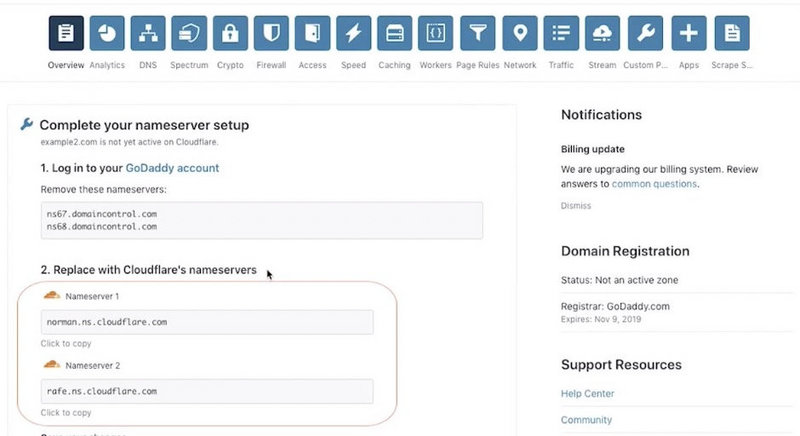 Overview Analytics DNS Spectrum Crypto Firewall Access Speed Caching Workers Page Rules Network Traffic Stream Custom P... Apps Scrape S...
Complete your nameserver setup
example2.com is not yet active on Cloudflare.
1. Log in to your GoDaddy account
Remove these nameservers:
ns67.domaincontrol.com
ns68.domaincontrol.com
2. Replace with Cloudflare's nameservers
Nameserver 1
norman.ns.cloudflare.com
Click to copy
Nameserver 2
rafe.ns.cloudflare.com
Click to copy
Notifications
Billing update
We are upgrading our billing system. Review
answers to common questions.
Dismiss
Domain Registration
Status: Not an active zone
Registrar: GoDaddy.com
Expires: Nov 9, 2019
Support Resources
Help Center
Community